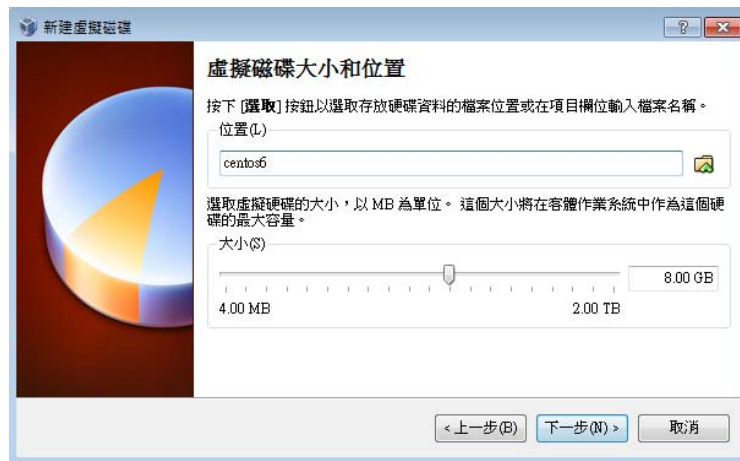 新建虛擬磁碟
虛擬磁碟大小和位置
按下 [選取] 按鈕以選取存放硬碟資料的檔案位置或在項目欄位輸入檔案名稱。
位置(L)
centos6
選取虛擬硬碟的大小，以 MB 為單位。 這個大小將在客體作業系統中作為這個硬
碟的最大容量。
大小(S)
8.00 GB
4.00 MB 2.00 TB
<上一步(B) 下一步(N) > 取消